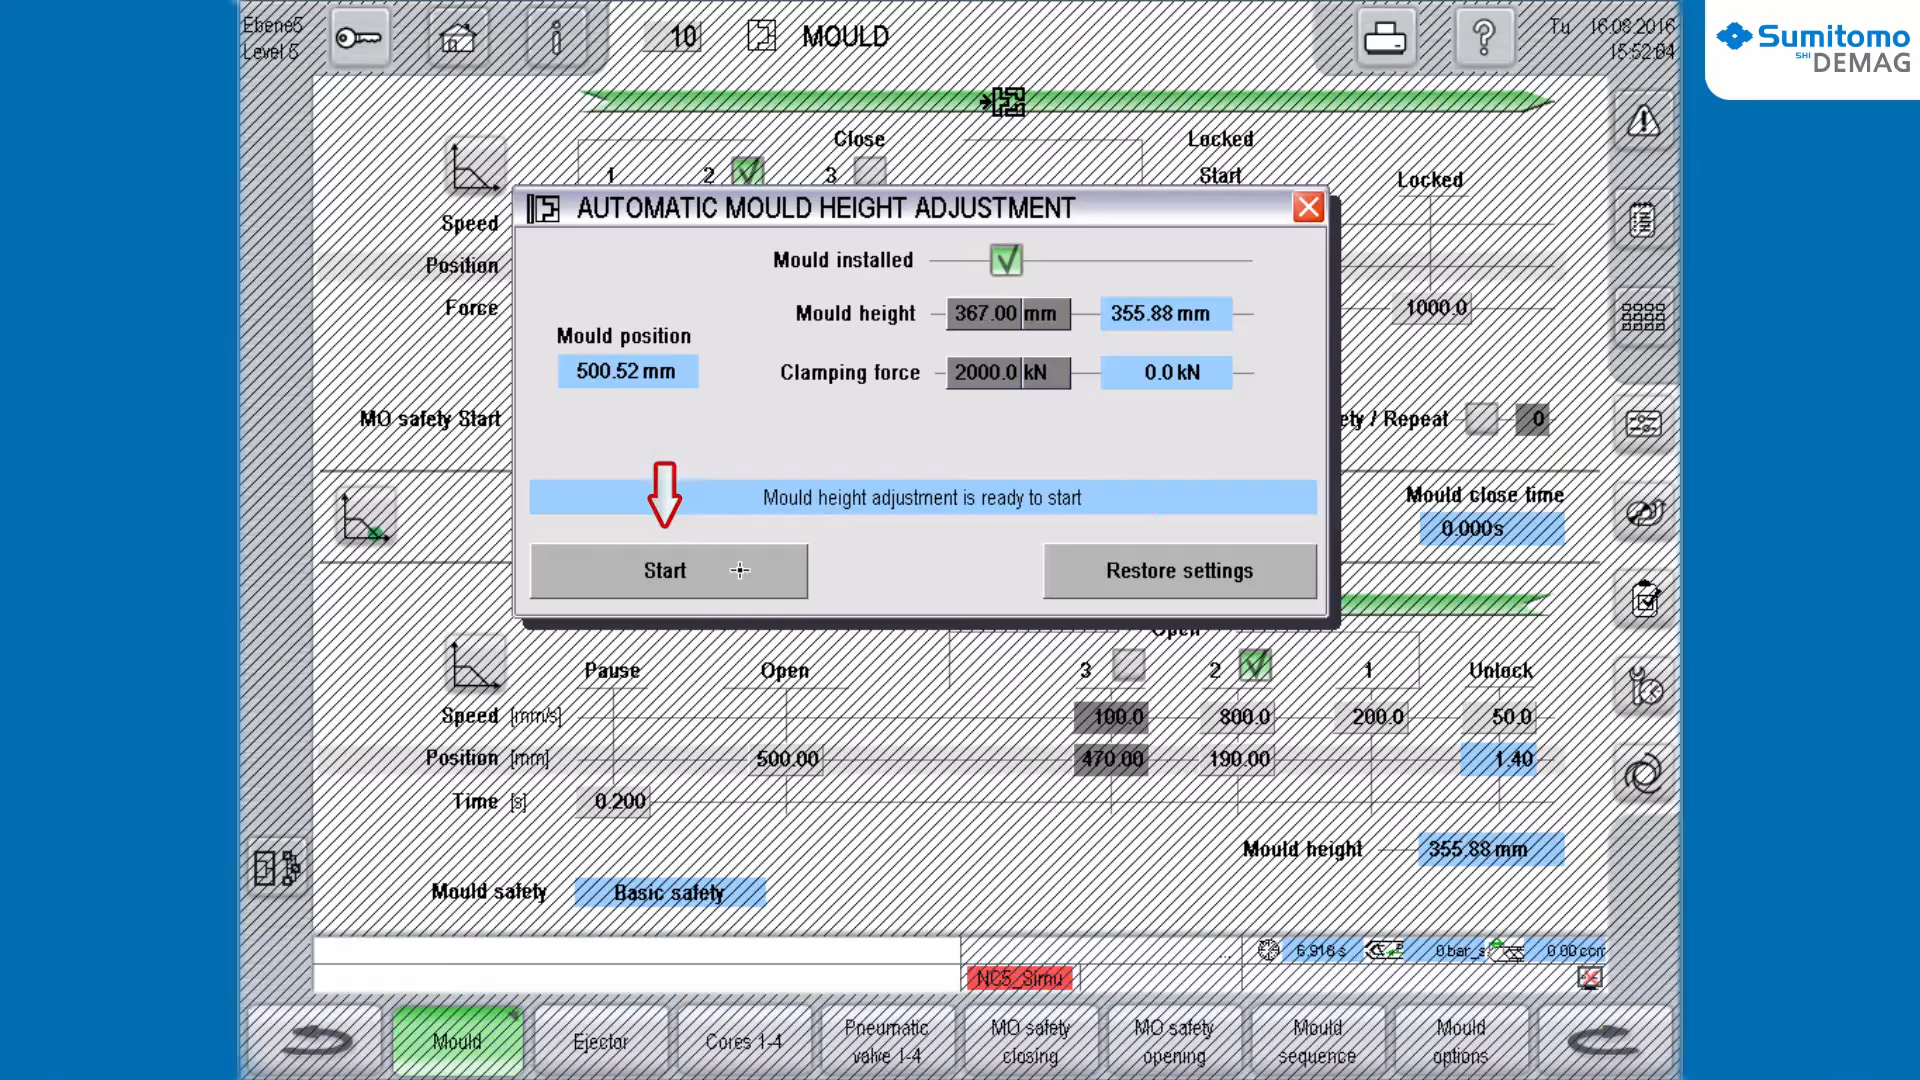 Ebene5
Level 5
10
MOULD
Tu 16.08.2016
15:52:04
Sumitomo
SHI DEMAG
Close
Locked
1 2 3
Start
Locked
Speed
Position
Force
1000.0
AUTOMATIC MOULD HEIGHT ADJUSTMENT
Mould installed
Mould height 367.00 mm 355.88 mm
Mould position
500.52 mm
Clamping force 2000.0 kN 0.0 kN
MO safety Start
ety / Repeat 0
Mould height adjustment is ready to start
Mould close time
0.000s
Start
Restore settings
Open
Pause Open 3 2 1 Unlock
Speed [mm/s] 100.0 800.0 200.0 50.0
Position [mm] 500.00 470.00 190.00 1.40
Time [s] 0.200
Mould height 355.88 mm
Mould safety Basic safety
... 6.918s 0bar_s 0.00ccm
NC5_Simu
Mould
Ejector
Cores 1-4
Pneumatic
valve 1-4
MO safety
closing
MO safety
opening
Mould
sequence
Mould
options